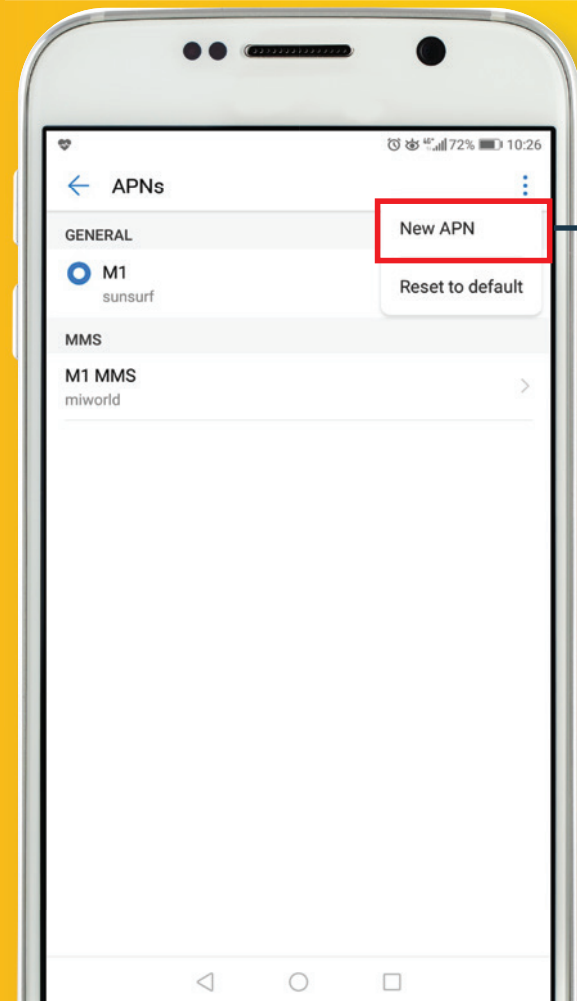 72% 10:26
APNs
New APN
GENERAL
M1
sunsurf
Reset to default
MMS
M1 MMS
miworld